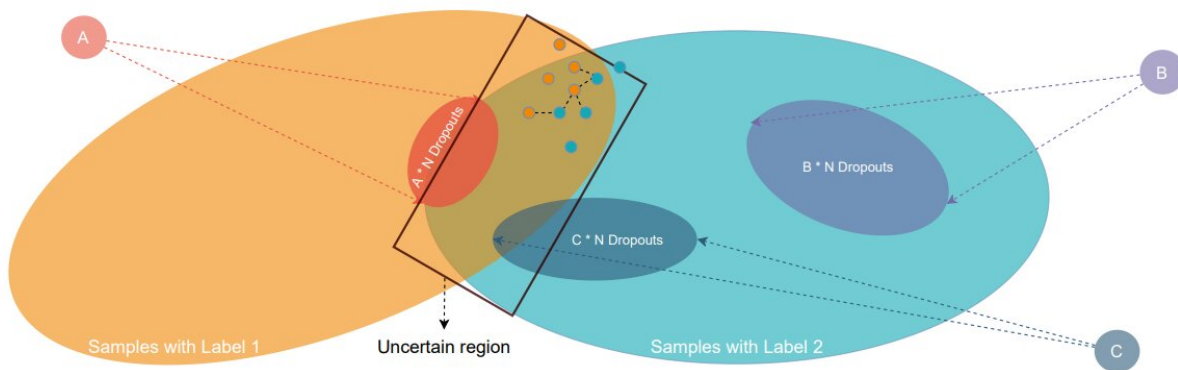 A
B
A * N Dropouts
B * N Dropouts
C * N Dropouts
Samples with Label 1
Uncertain region
Samples with Label 2
C